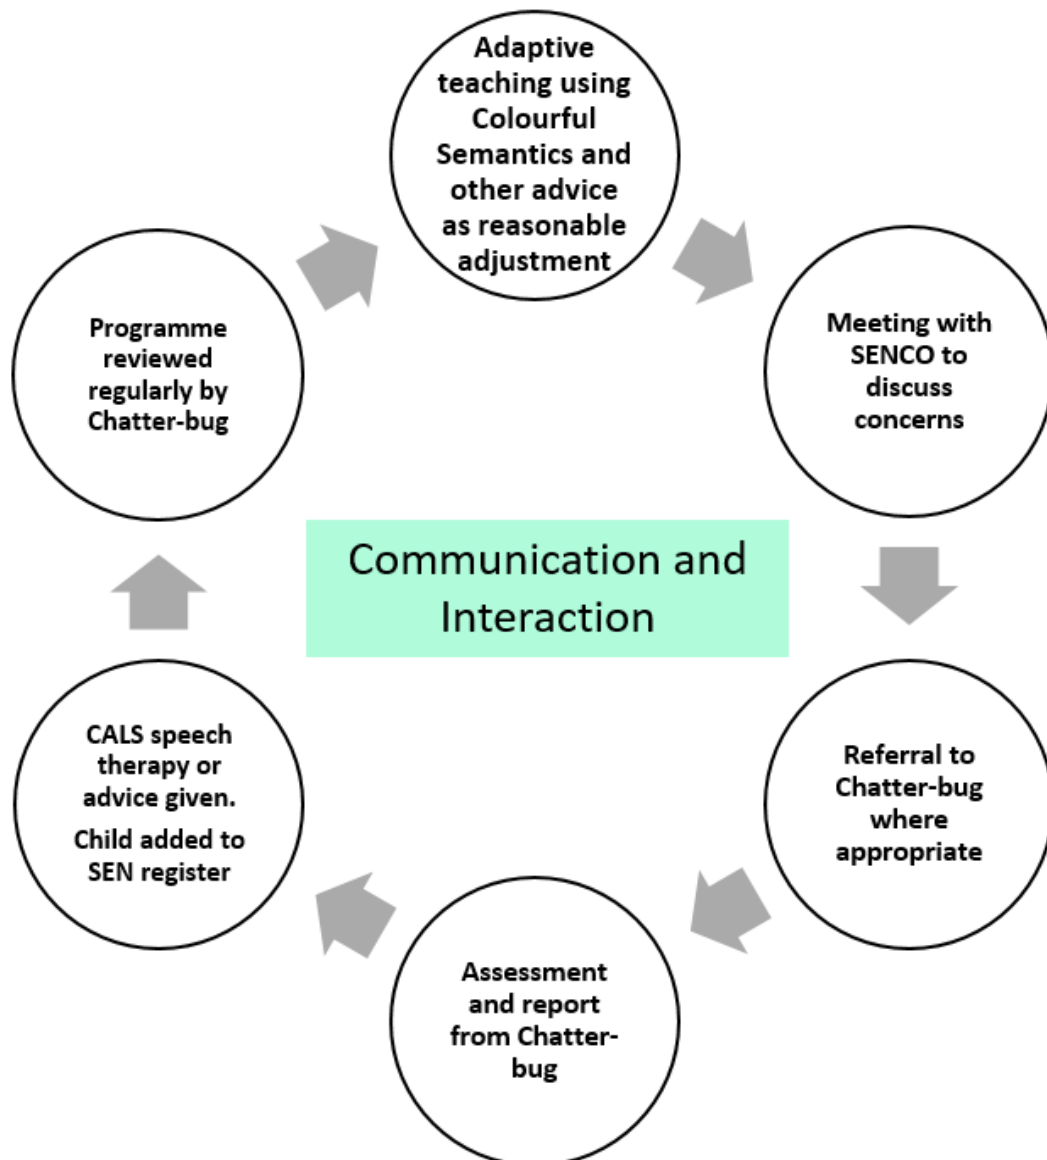 Adaptive
teaching using
Colourful
Semantics and
other advice
as reasonable
adjustment
Meeting with
SENCO to
discuss
concerns
Referral to
Chatter-bug
where
appropriate
Assessment
and report
from Chatter-
bug
CALS speech
therapy or
advice given.
Child added to
SEN register
Programme
reviewed
regularly by
Chatter-bug
Communication and
Interaction